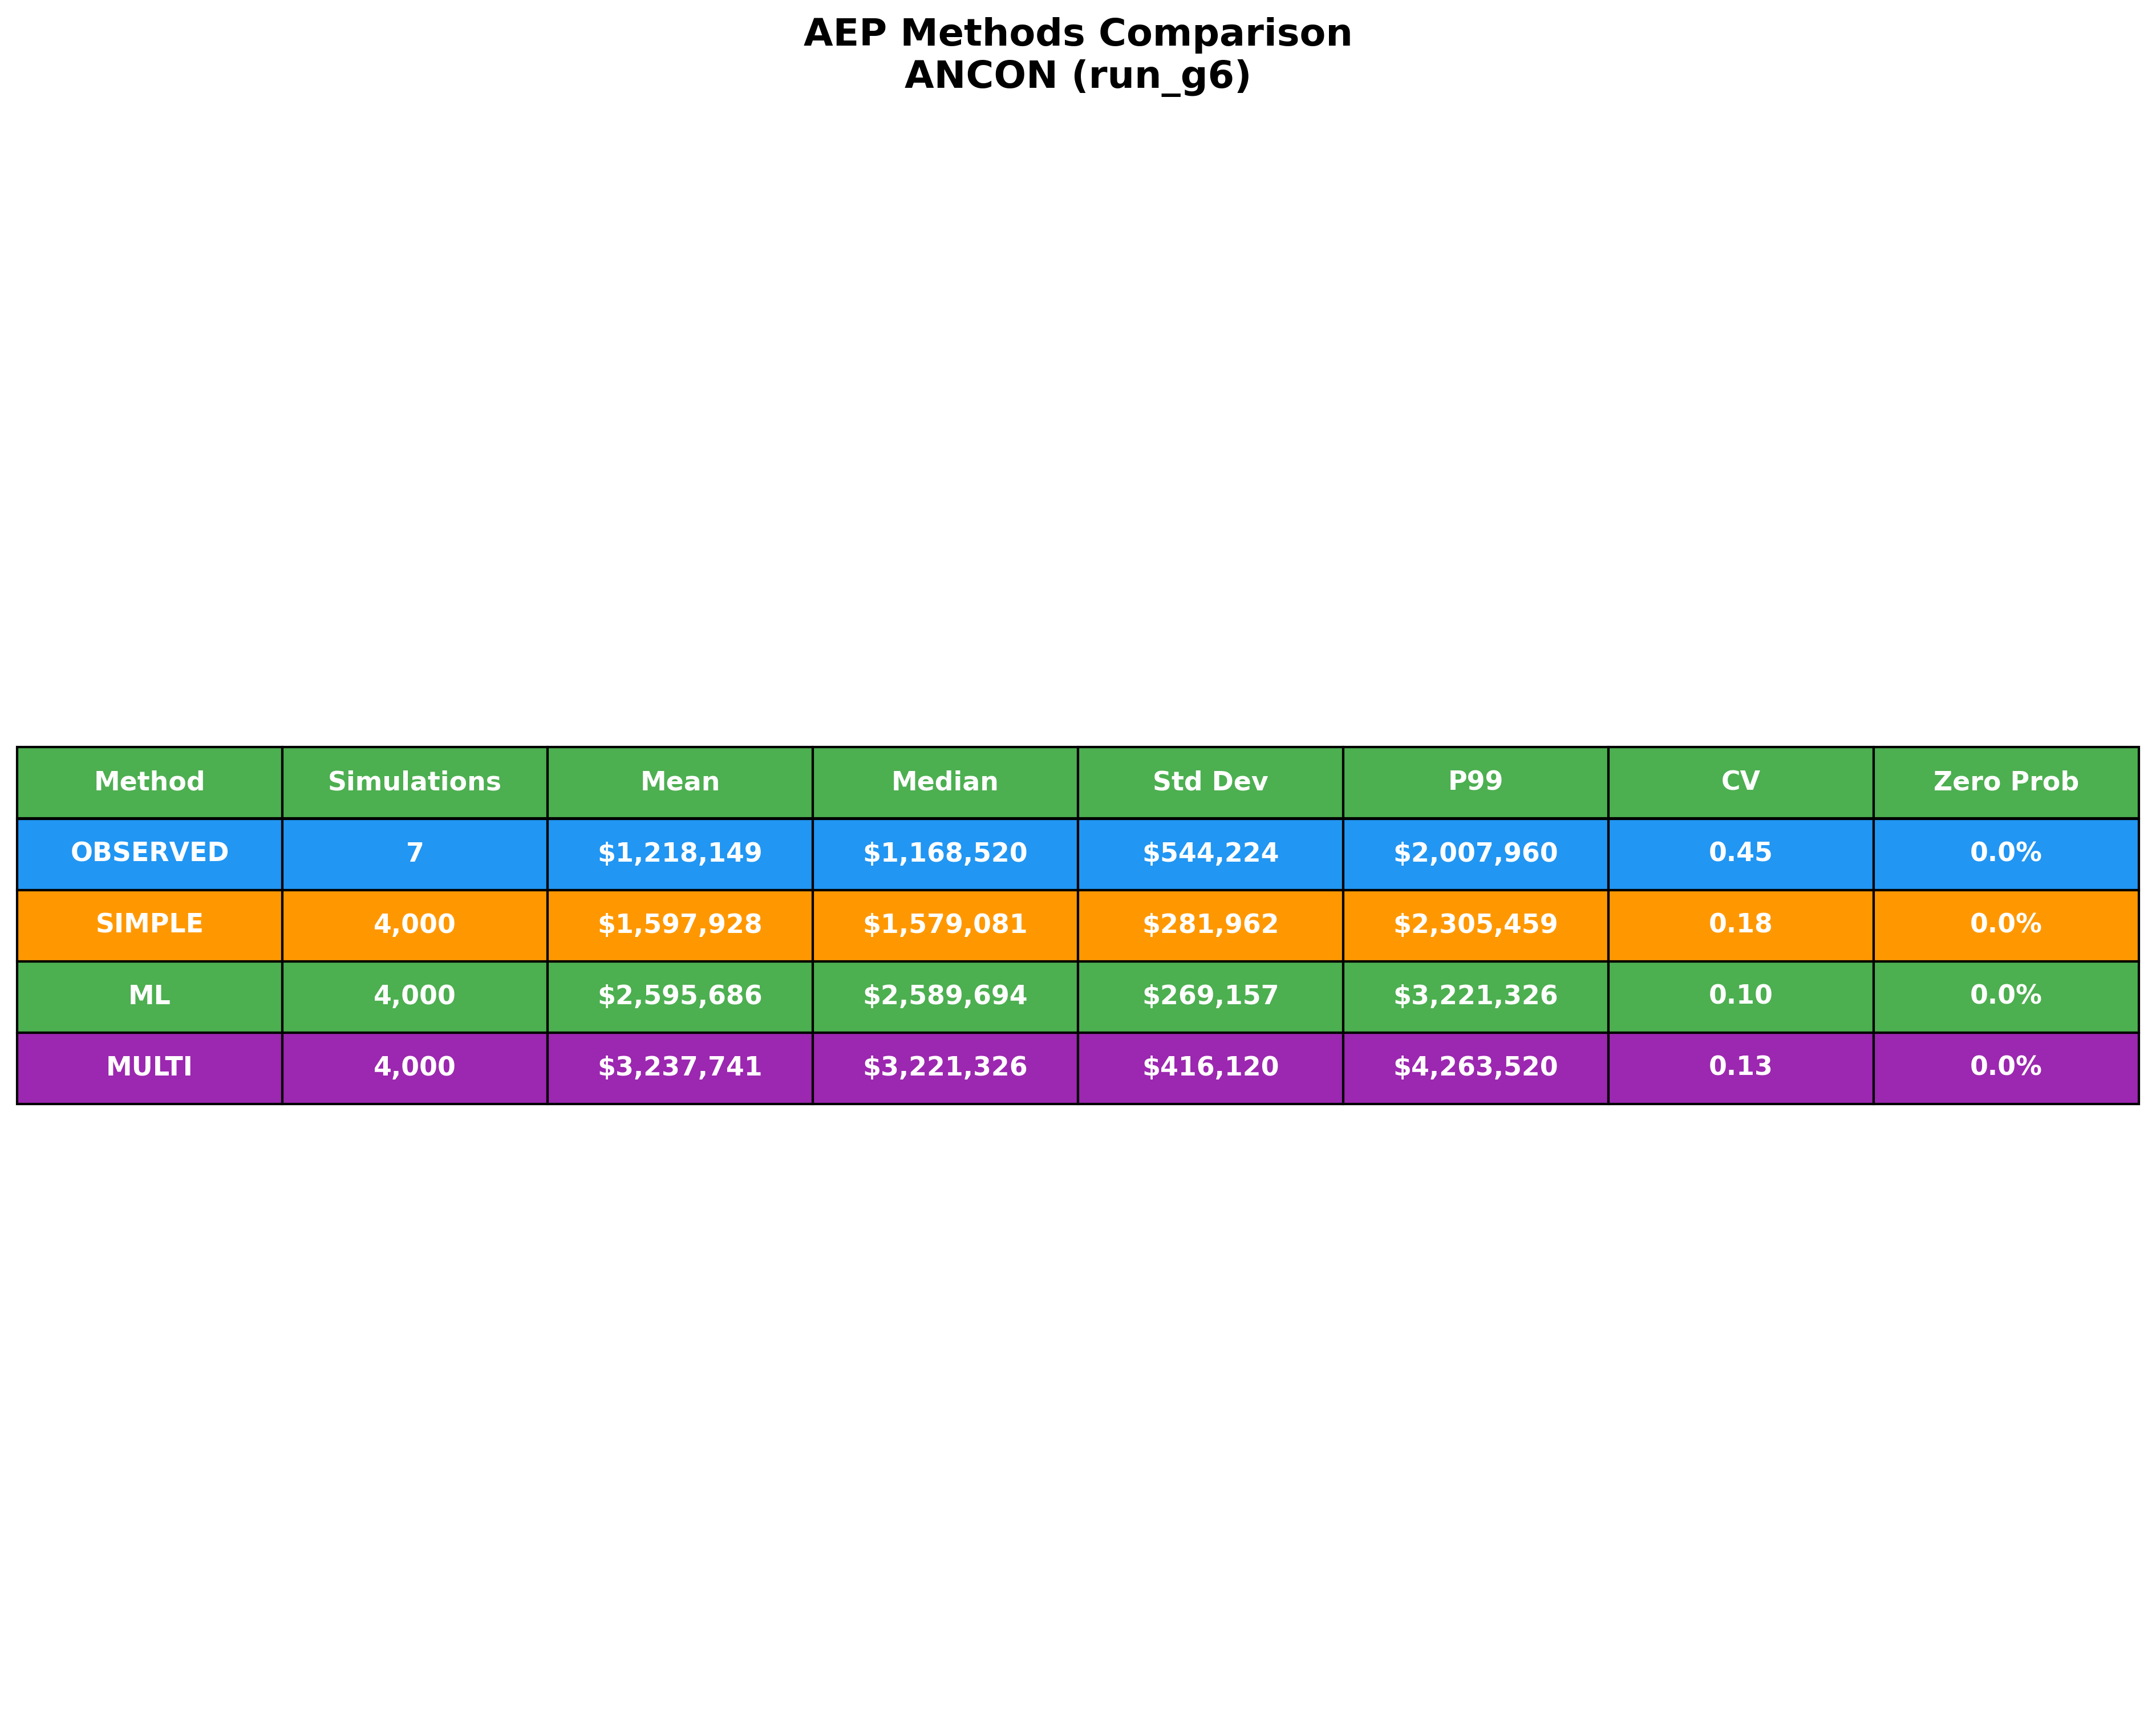 AEP Methods Comparison
ANCON (run_g6)
Method Simulations Mean Median Std Dev P99 CV Zero Prob
OBSERVED 7 $1,218,149 $1,168,520 $544,224 $2,007,960 0.45 0.0%
SIMPLE 4,000 $1,597,928 $1,579,081 $281,962 $2,305,459 0.18 0.0%
ML 4,000 $2,595,686 $2,589,694 $269,157 $3,221,326 0.10 0.0%
MULTI 4,000 $3,237,741 $3,221,326 $416,120 $4,263,520 0.13 0.0%